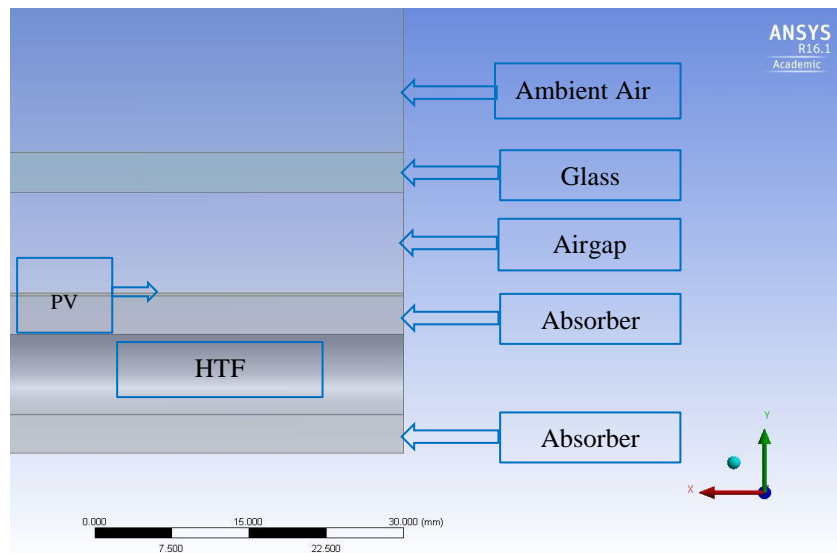 ANSYS
R16.1
Academic
Ambient Air
Glass
Airgap
PV
Absorber
HTF
Absorber
Y
X
0.000 15.000 30.000 (mm)
7.500 22.500